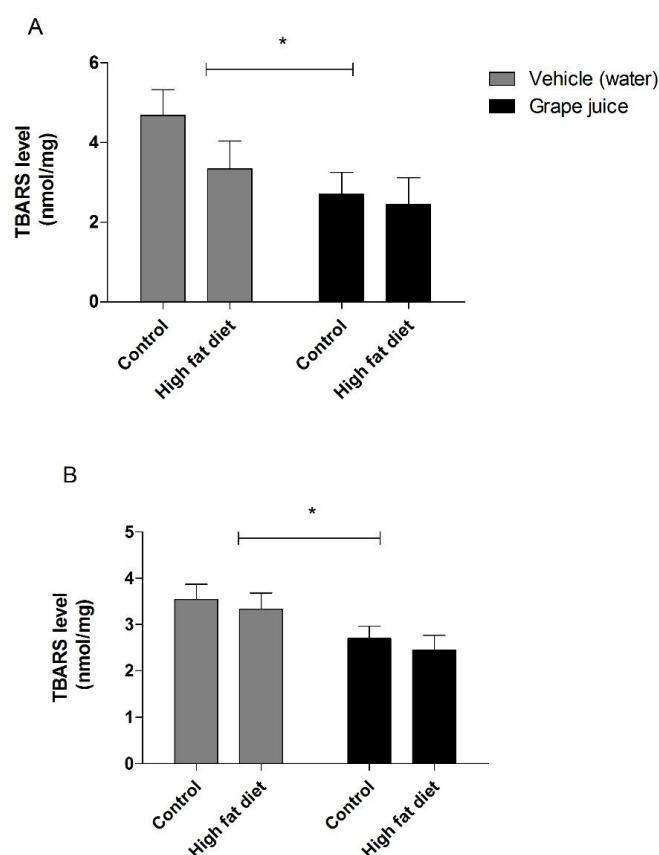 A
*
Vehicle (water)
Grape juice
TBARS level
(nmol/mg)
6
4
2
0
Control
High fat diet
Control
High fat diet
B
*
TBARS level
(nmol/mg)
5
4
3
2
1
0
Control
High fat diet
Control
High fat diet